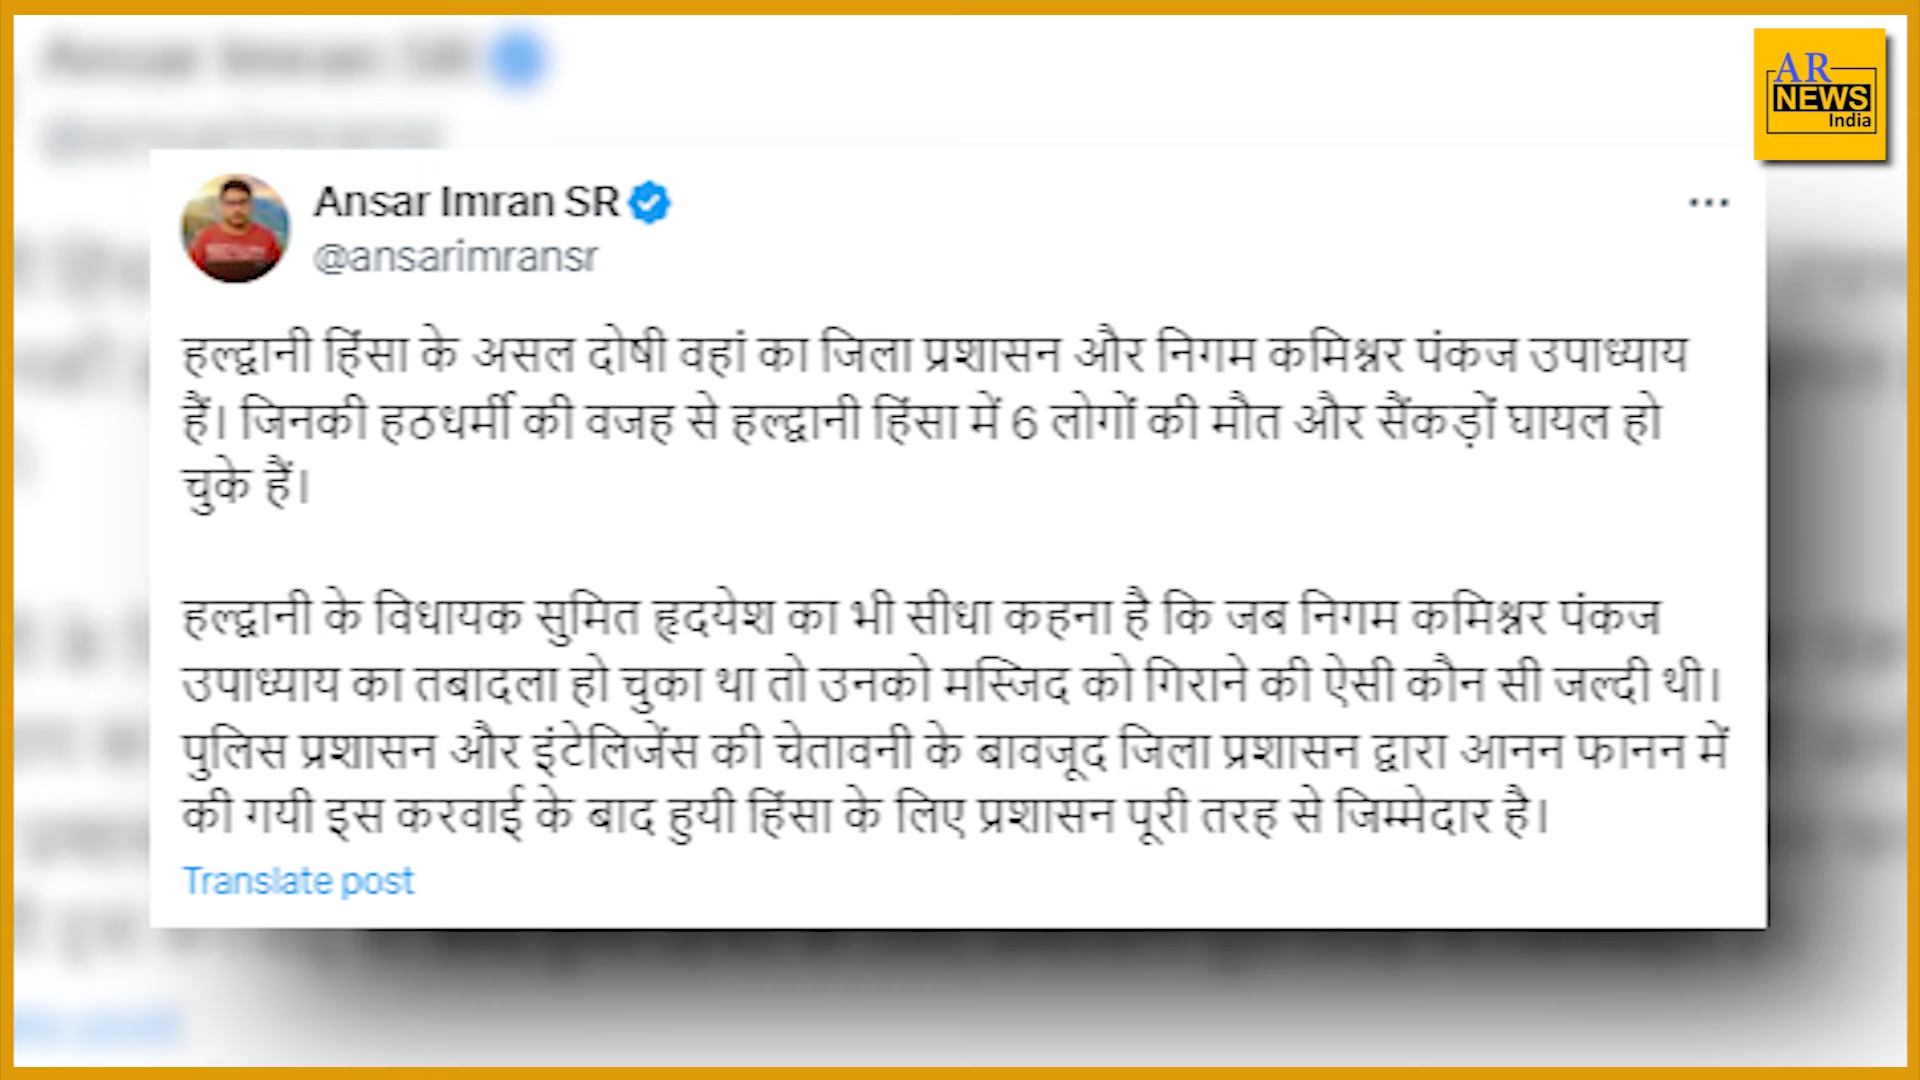 AR
NEWS
India
Ansar Imran SR
@ansarimransr
हल्द्वानी हिंसा के असल दोषी वहां का जिला प्रशासन और निगम कमिश्नर पंकज उपाध्याय
हैं। जिनकी हठधर्मी की वजह से हल्द्वानी हिंसा में 6 लोगों की मौत और सैंकड़ों घायल हो
चुके हैं।
हल्द्वानी के विधायक सुमित हृदयेश का भी सीधा कहना है कि जब निगम कमिश्नर पंकज
उपाध्याय का तबादला हो चुका था तो उनको मस्जिद को गिराने की ऐसी कौन सी जल्दी थी।
पुलिस प्रशासन और इंटेलिजेंस की चेतावनी के बावजूद जिला प्रशासन द्वारा आनन फानन में
की गयी इस करवाई के बाद हुयी हिंसा के लिए प्रशासन पूरी तरह से जिम्मेदार है।
Translate post